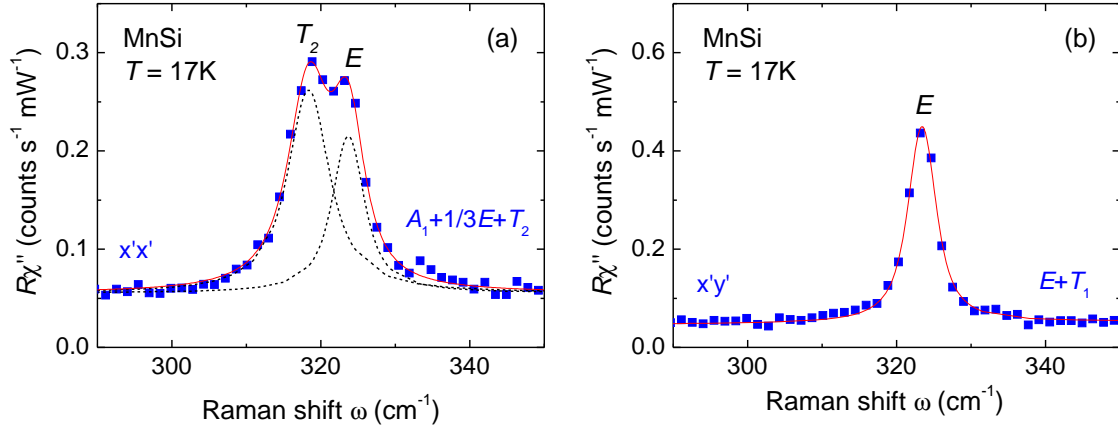 MnSi
T = 17K
(a)
T₂
E
x'x'
A₁+1/3E+T₂
0.0
0.1
0.2
0.3
300
320
340
Rχ'' (counts s⁻¹ mW⁻¹)
Raman shift ω (cm⁻¹)
MnSi
T = 17K
(b)
E
x'y'
E+T₁
0.0
0.2
0.4
0.6
300
320
340
Rχ'' (counts s⁻¹ mW⁻¹)
Raman shift ω (cm⁻¹)